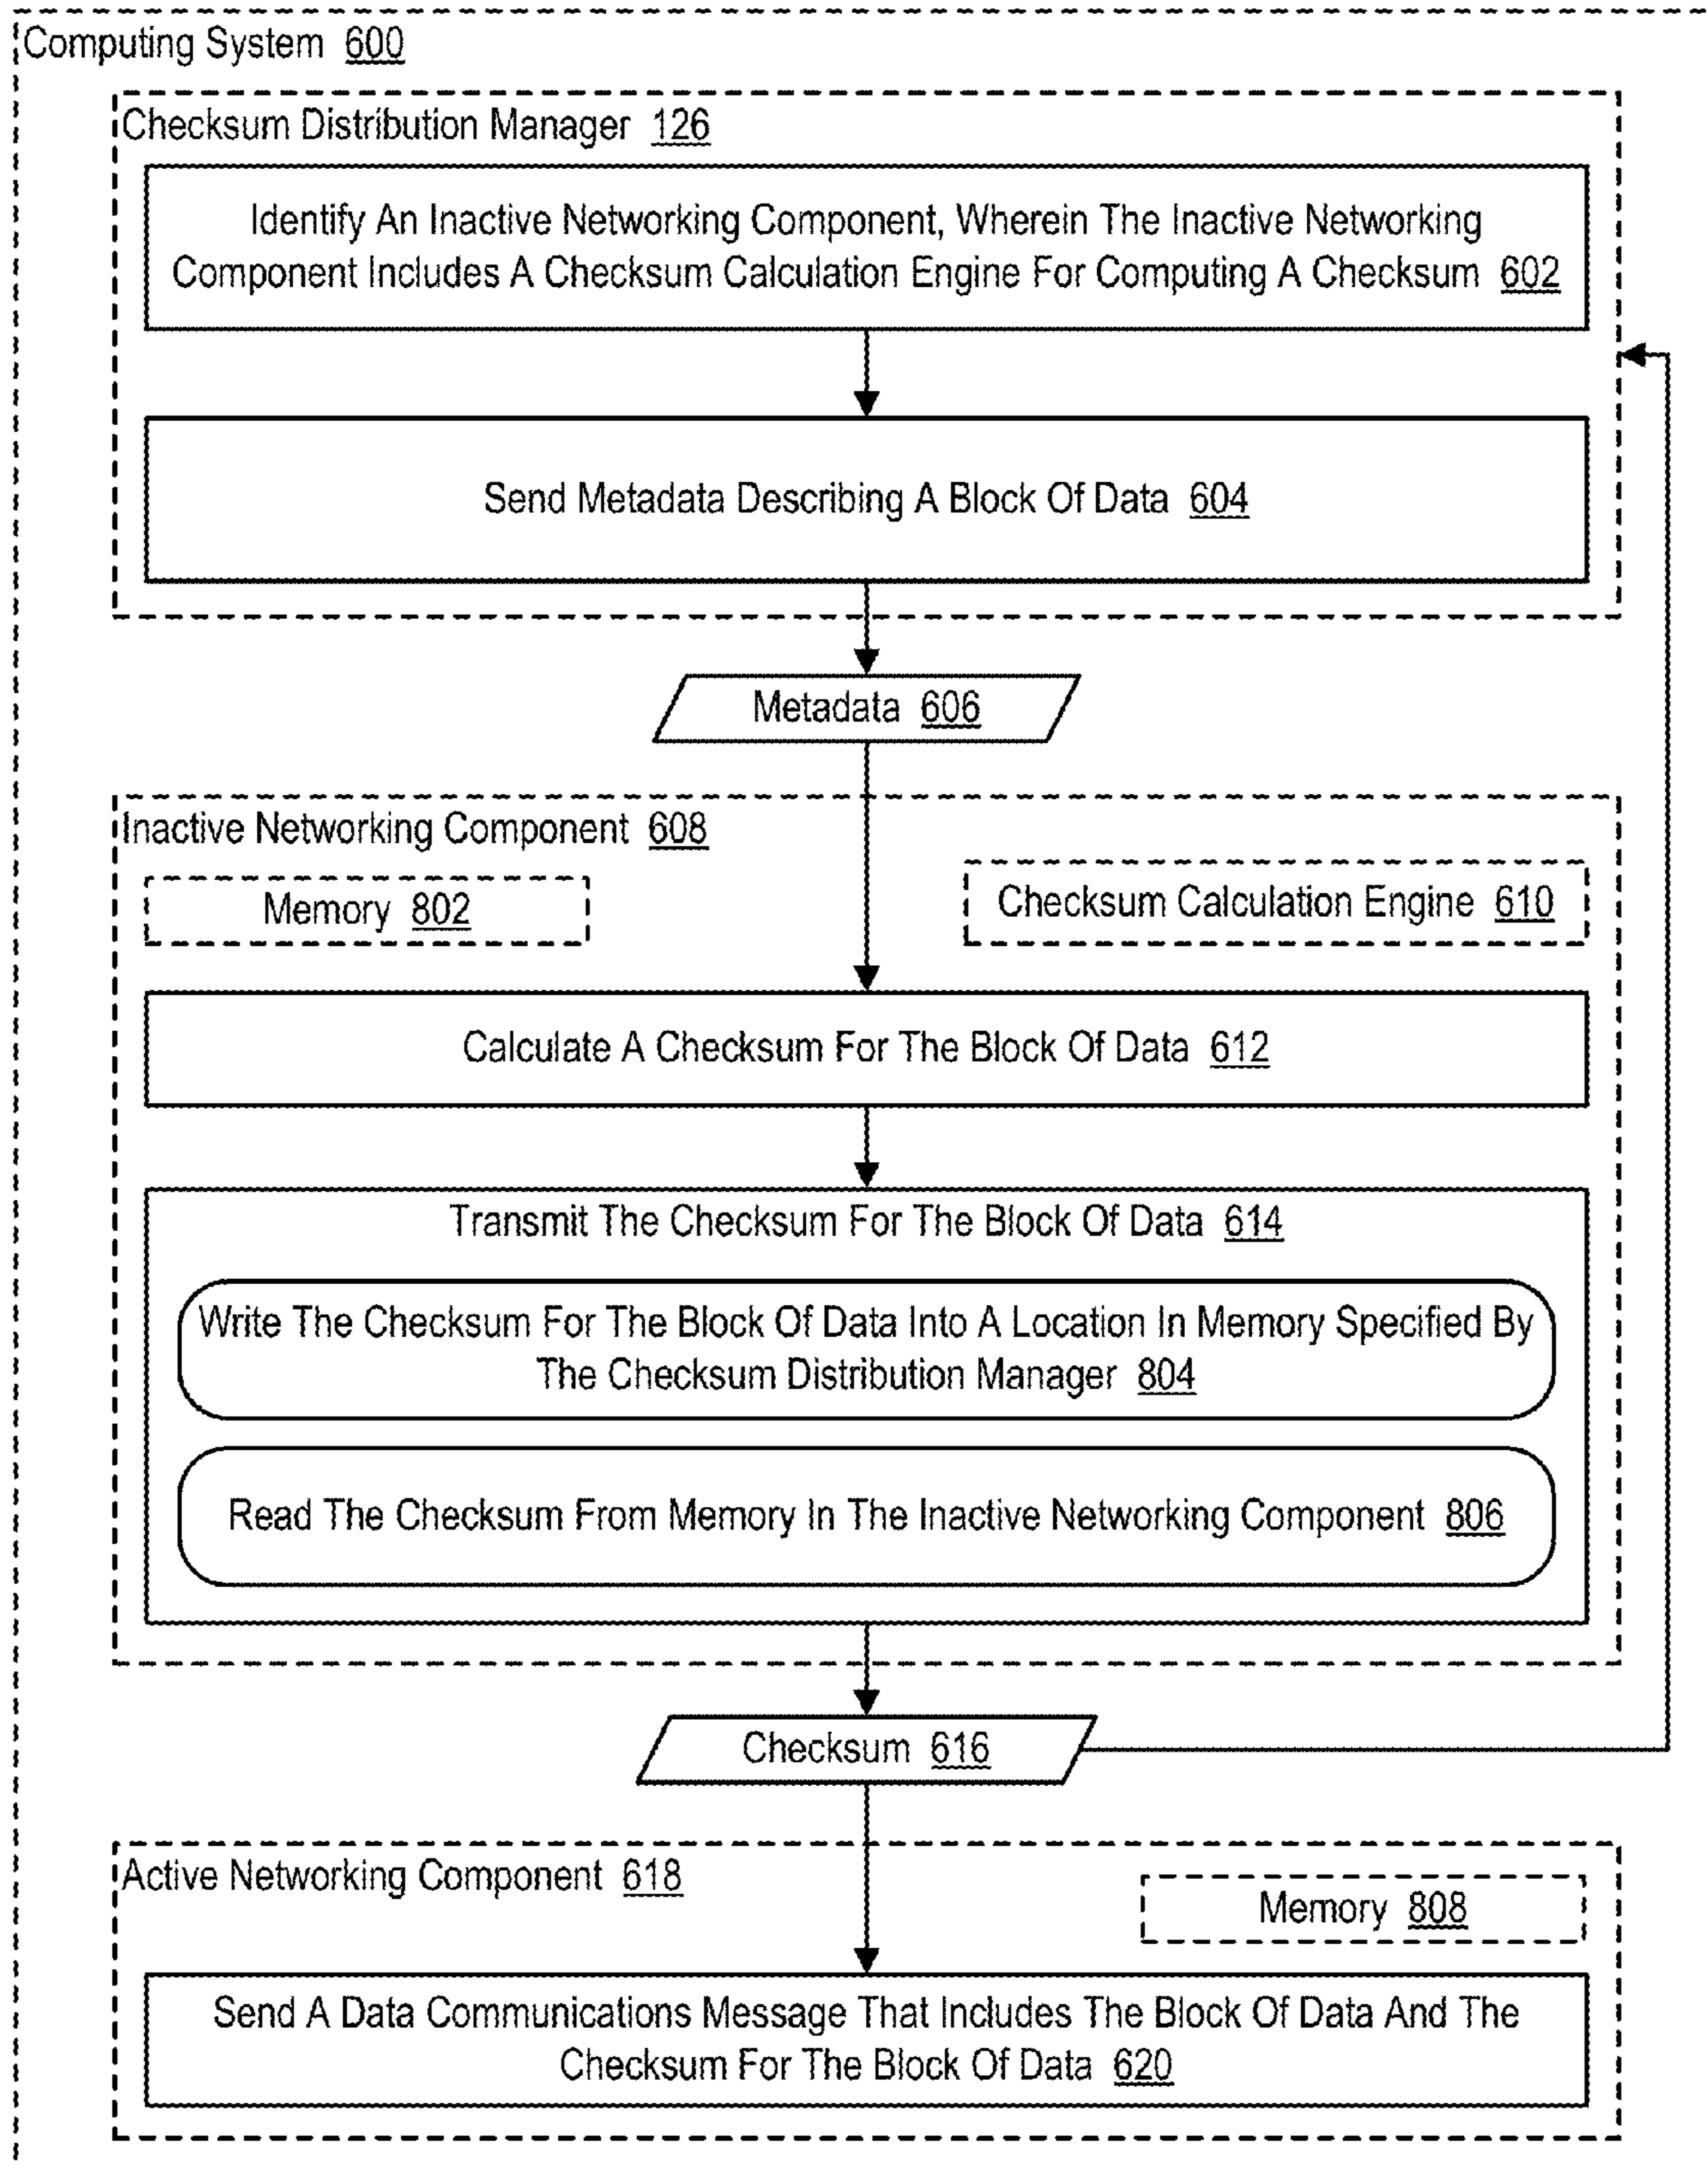 Computing System 600
Checksum Distribution Manager 126
Identify An Inactive Networking Component, Wherein The Inactive Networking
Component Includes A Checksum Calculation Engine For Computing A Checksum 602
Send Metadata Describing A Block Of Data 604
Metadata 606
Inactive Networking Component 608
Memory 802
Checksum Calculation Engine 610
Calculate A Checksum For The Block Of Data 612
Transmit The Checksum For The Block Of Data 614
Write The Checksum For The Block Of Data Into A Location In Memory Specified By
The Checksum Distribution Manager 804
Read The Checksum From Memory In The Inactive Networking Component 806
Checksum 616
Active Networking Component 618
Memory 808
Send A Data Communications Message That Includes The Block Of Data And The
Checksum For The Block Of Data 620